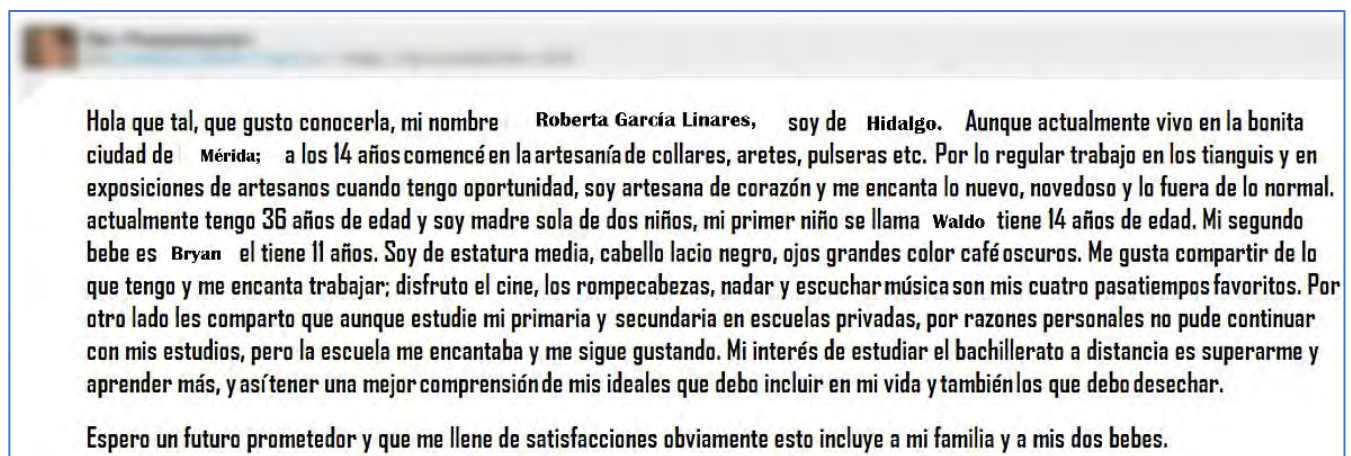 Hola que tal, que gusto conocerla, mi nombre Roberta García Linares, soy de Hidalgo. Aunque actualmente vivo en la bonita
ciudad de Mérida; a los 14 años comencé en la artesanía de collares, aretes, pulseras etc. Por lo regular trabajo en los tianguis y en
exposiciones de artesanos cuando tengo oportunidad, soy artesana de corazón y me encanta lo nuevo, novedoso y lo fuera de lo normal.
actualmente tengo 36 años de edad y soy madre sola de dos niños, mi primer niño se llama Waldo tiene 14 años de edad. Mi segundo
bebe es Bryan el tiene 11 años. Soy de estatura media, cabello lacio negro, ojos grandes color café oscuros. Me gusta compartir de lo
que tengo y me encanta trabajar; disfruto el cine, los rompecabezas, nadar y escuchar música son mis cuatro pasatiempos favoritos. Por
otro lado les comparto que aunque estudie mi primaria y secundaria en escuelas privadas, por razones personales no pude continuar
con mis estudios, pero la escuela me encantaba y me sigue gustando. Mi interés de estudiar el bachillerato a distancia es superarme y
aprender más, y así tener una mejor comprensión de mis ideales que debo incluir en mi vida y también los que debo desechar.
Espero un futuro prometedor y que me llene de satisfacciones obviamente esto incluye a mi familia y a mis dos bebes.